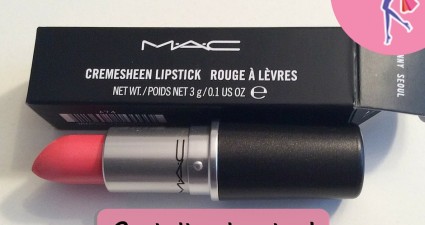 MAC
CREMESHEEN LIPSTICK ROUGE À LÈVRES
NET WT./POIDS NET 3 g/0.1 US OZ e
SEOUL
MAC